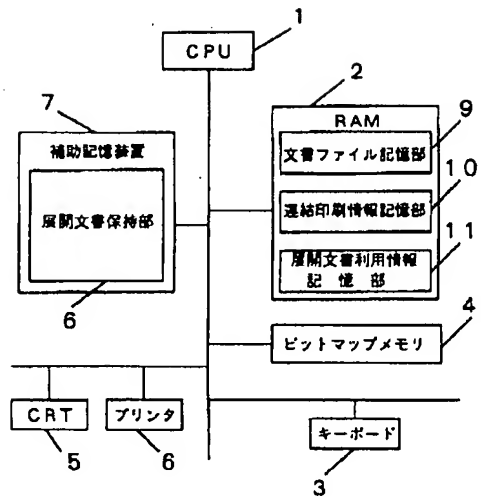 1
CPU
2
RAM
9
文書ファイル記憶部
10
連結印刷情報記憶部
11
展開文書利用情報
記憶部
7
補助記憶装置
展開文書保持部
6
4
ビットマップメモリ
CRT
5
プリンタ
6
キーボード
3